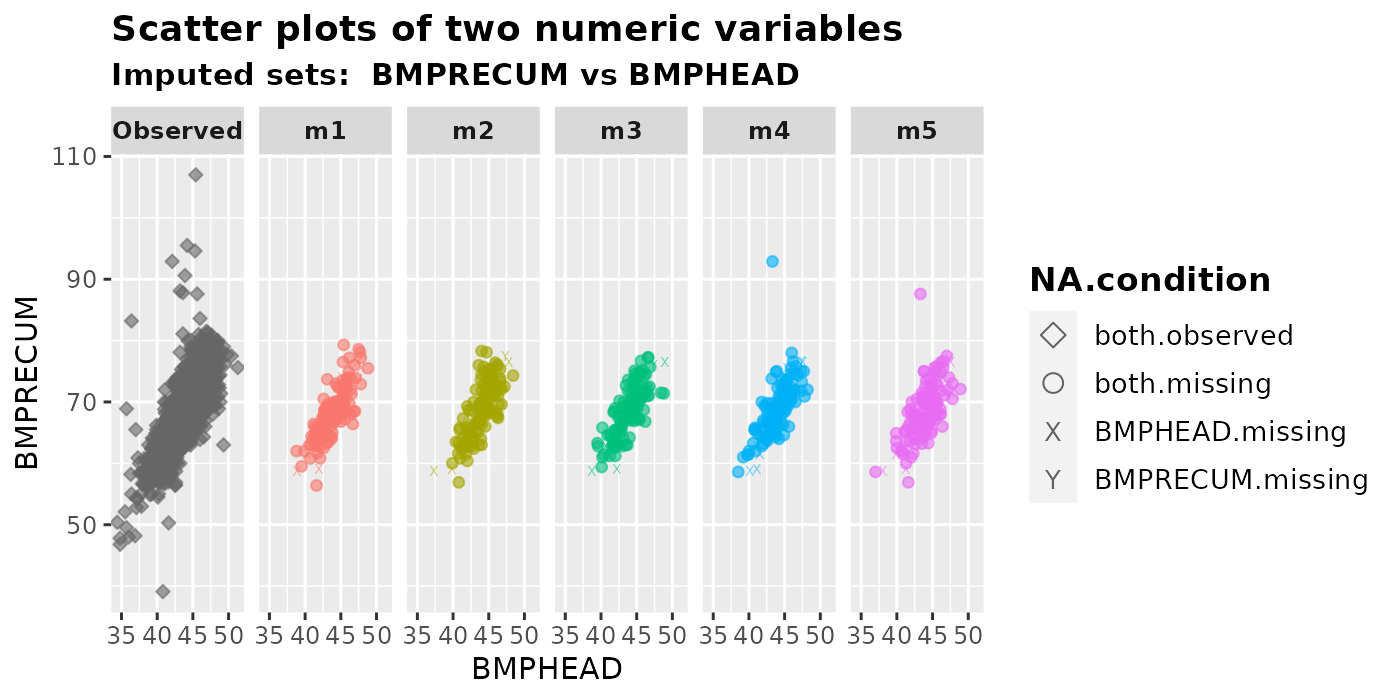 Scatter plots of two numeric variables
Imputed sets:  BMPRECUM vs BMPHEAD
Observed m1 m2 m3 m4 m5
110
90
70
50
BMPRECUM
35 40 45 50 35 40 45 50 35 40 45 50 35 40 45 50 35 40 45 50 35 40 45 50
BMPHEAD
NA.condition
both.observed
both.missing
X BMPHEAD.missing
Y BMPRECUM.missing